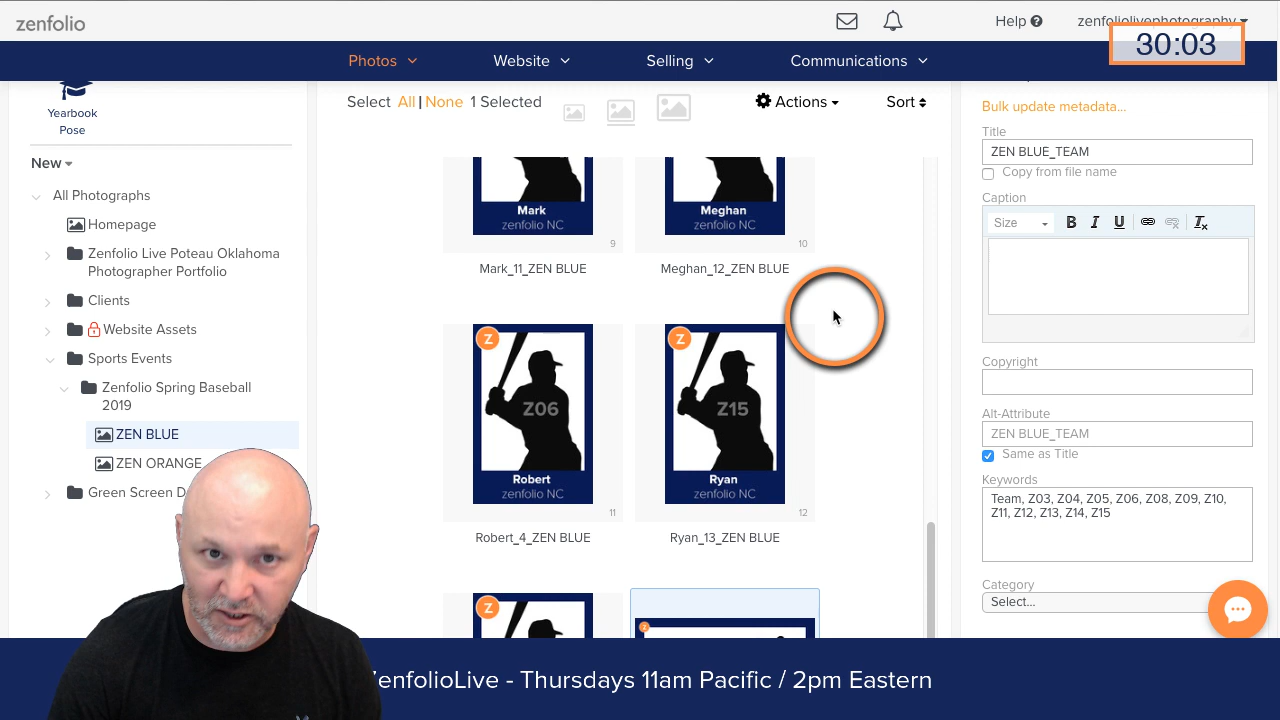 zenfolio
Help ?
zenfoliolivephotography
30:03
Photos
Website
Selling
Communications
Yearbook
Pose
New
All Photographs
Homepage
Zenfolio Live Poteau Oklahoma
Photographer Portfolio
Clients
Website Assets
Sports Events
Zenfolio Spring Baseball
2019
ZEN BLUE
ZEN ORANGE
Green Screen D
Select All | None 1 Selected
Actions
Sort
Mark
zenfolio NC
9
Mark_11_ZEN BLUE
Meghan
zenfolio NC
10
Meghan_12_ZEN BLUE
Z
Z06
Robert
zenfolio NC
11
Robert_4_ZEN BLUE
Z
Z15
Ryan
zenfolio NC
12
Ryan_13_ZEN BLUE
Z
Z
Bulk update metadata...
Title
ZEN BLUE_TEAM
Copy from file name
Caption
Size
B I U
Copyright
Alt-Attribute
ZEN BLUE_TEAM
Same as Title
Keywords
Team, Z03, Z04, Z05, Z06, Z08, Z09, Z10,
Z11, Z12, Z13, Z14, Z15
Category
Select...
ZenfolioLive - Thursdays 11am Pacific / 2pm Eastern